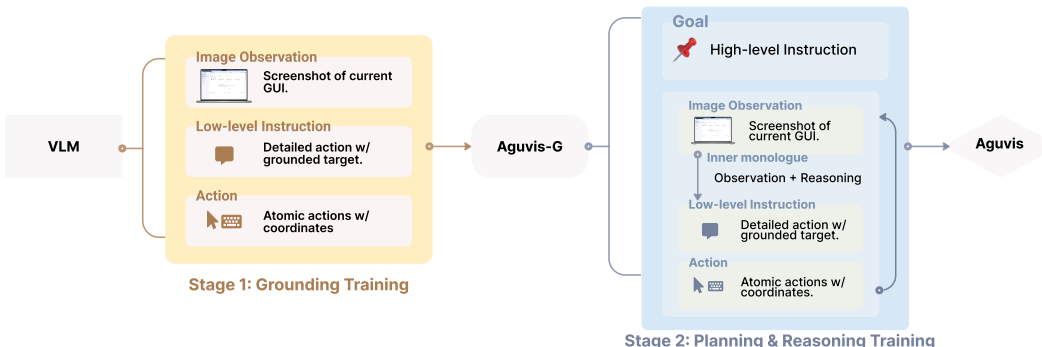 VLM
Image Observation
Screenshot of current
GUI.
Low-level Instruction
Detailed action w/
grounded target.
Action
Atomic actions w/
coordinates
Stage 1: Grounding Training
Aguvis-G
Goal
High-level Instruction
Image Observation
Screenshot of
current GUI.
Inner monologue
Observation + Reasoning
Low-level Instruction
Detailed action w/
grounded target.
Action
Atomic actions w/
coordinates.
Stage 2: Planning & Reasoning Training
Aguvis